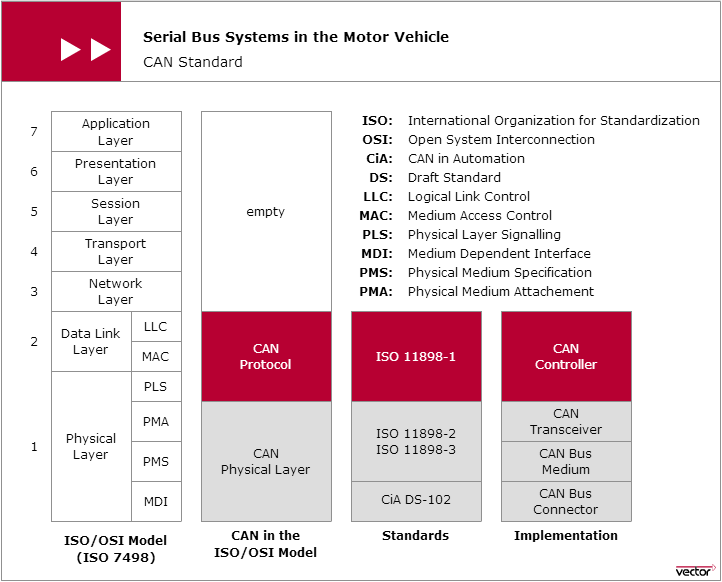 Serial Bus Systems in the Motor Vehicle
CAN Standard
7
Application
Layer
6
Presentation
Layer
5
Session
Layer
4
Transport
Layer
3
Network
Layer
2
Data Link
Layer
LLC
MAC
1
Physical
Layer
PLS
PMA
PMS
MDI
ISO/OSI Model
(ISO 7498)
empty
CAN
Protocol
CAN
Physical Layer
CAN in the
ISO/OSI Model
ISO: International Organization for Standardization
OSI: Open System Interconnection
CiA: CAN in Automation
DS: Draft Standard
LLC: Logical Link Control
MAC: Medium Access Control
PLS: Physical Layer Signalling
MDI: Medium Dependent Interface
PMS: Physical Medium Specification
PMA: Physical Medium Attachement
ISO 11898-1
ISO 11898-2
ISO 11898-3
CiA DS-102
Standards
CAN
Controller
CAN
Transceiver
CAN Bus
Medium
CAN Bus
Connector
Implementation
vector